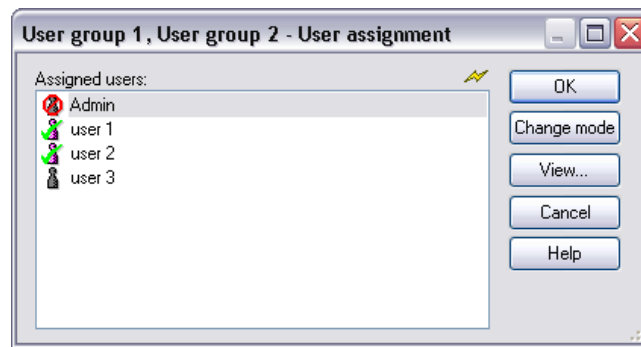 User group 1, User group 2 - User assignment
Assigned users:
Admin
user 1
user 2
user 3
OK
Change mode
View...
Cancel
Help